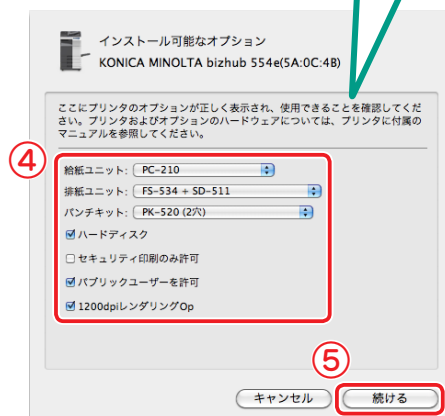 インストール可能なオプション
KONICA MINOLTA bizhub 554e(5A:0C:4B)
ここにプリンタのオプションが正しく表示され、使用できることを確認してくだ
さい。プリンタおよびオプションのハードウェアについては、プリンタに付属の
マニュアルを参照してください。
④
給紙ユニット: PC-210
排紙ユニット: FS-534 + SD-511
パンチキット: PK-520 (2穴)
ハードディスク
セキュリティ印刷のみ許可
パブリックユーザーを許可
1200dpiレンダリングOp
⑤
キャンセル 続ける